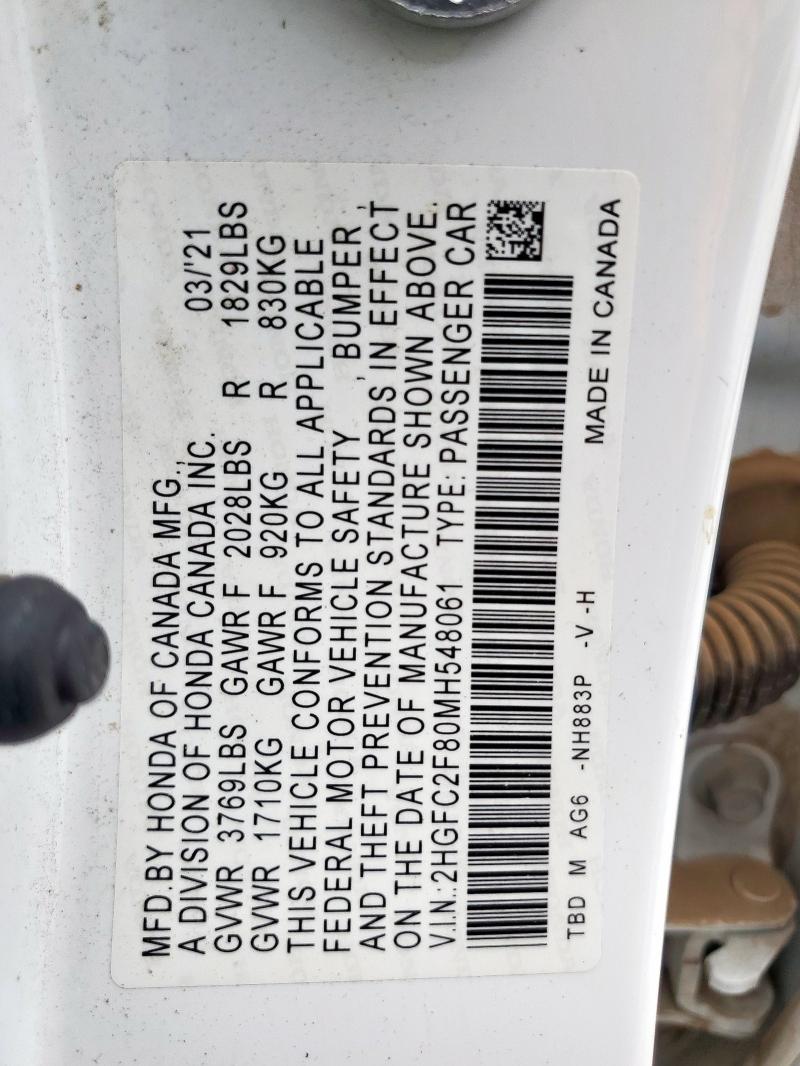 MFD.BY HONDA OF CANADA MFG.,
A DIVISION OF HONDA CANADA INC. 03/'21
GVWR 3769LBS GAWR F 2028LBS R 1829LBS
GVWR 1710KG GAWR F 920KG R 830KG
THIS VEHICLE CONFORMS TO ALL APPLICABLE
FEDERAL MOTOR VEHICLE SAFETY , BUMPER ,
AND THEFT PREVENTION STANDARDS IN EFFECT
ON THE DATE OF MANUFACTURE SHOWN ABOVE.
V.I.N.:2HGFC2F80MH548061 TYPE: PASSENGER CAR
TBD M AG6 -NH883P -V -H MADE IN CANADA